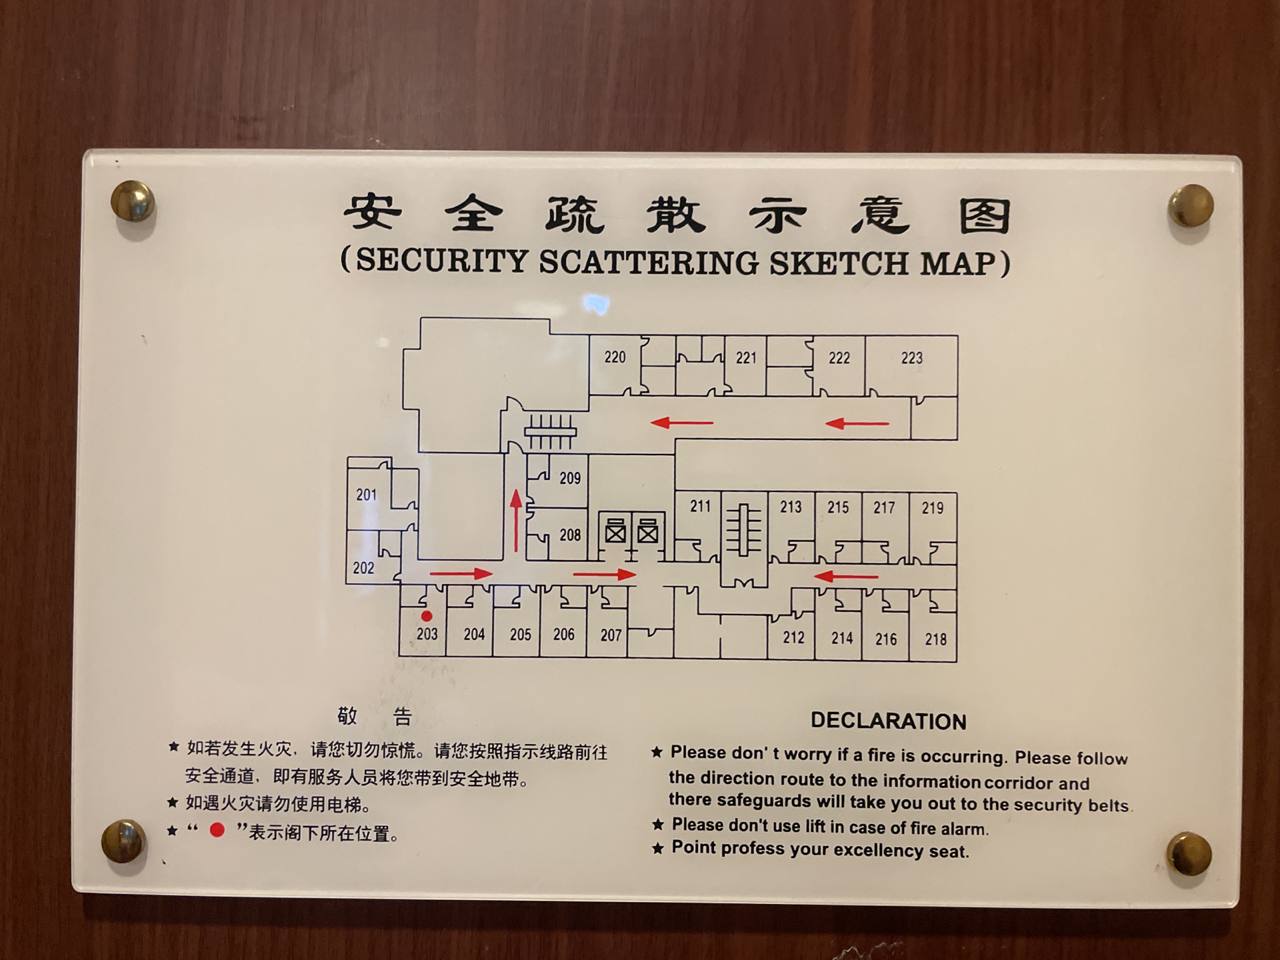 安全疏散示意图
(SECURITY SCATTERING SKETCH MAP)
220
221
222
223
209
201
208
211
213
215
217
219
202
203
204
205
206
207
212
214
216
218
敬 告
★ 如若发生火灾，请您切勿惊慌。请您按照指示线路前往
安全通道，即有服务人员将您带到安全地带。
★ 如遇火灾请勿使用电梯。
★ “ ● ”表示阁下所在位置。
DECLARATION
★ Please don't worry if a fire is occurring. Please follow
the direction route to the information corridor and
there safeguards will take you out to the security belts.
★ Please don't use lift in case of fire alarm.
★ Point profess your excellency seat.